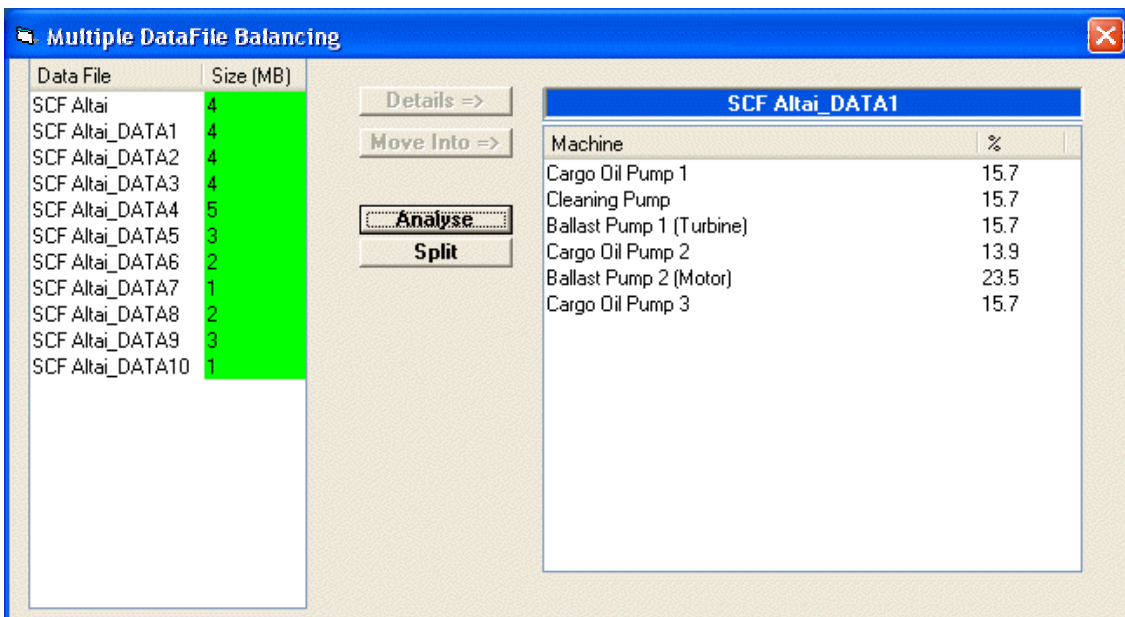 Multiple DataFile Balancing
Data File Size (MB)
SCF Altai 4
SCF Altai_DATA1 4
SCF Altai_DATA2 4
SCF Altai_DATA3 4
SCF Altai_DATA4 5
SCF Altai_DATA5 3
SCF Altai_DATA6 2
SCF Altai_DATA7 1
SCF Altai_DATA8 2
SCF Altai_DATA9 3
SCF Altai_DATA10 1
Details =>
Move Into =>
Analyse
Split
SCF Altai_DATA1
Machine %
Cargo Oil Pump 1 15.7
Cleaning Pump 15.7
Ballast Pump 1 (Turbine) 15.7
Cargo Oil Pump 2 13.9
Ballast Pump 2 (Motor) 23.5
Cargo Oil Pump 3 15.7